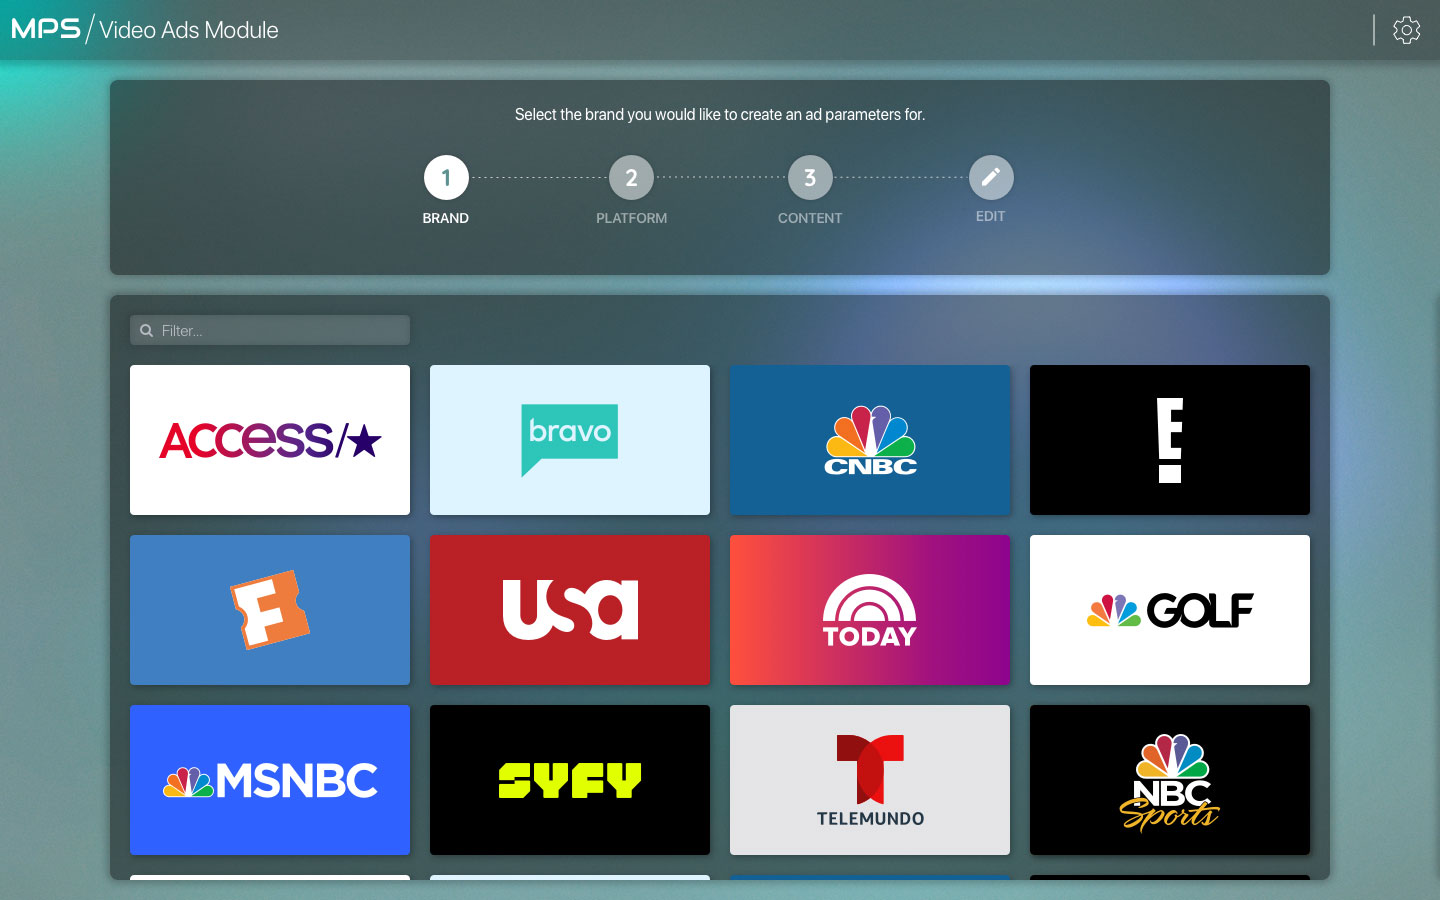 MPS / Video Ads Module
Select the brand you would like to create an ad parameters for.
1 2 3
BRAND PLATFORM CONTENT EDIT
Filter...
ACCESS/
bravo
CNBC
E!
F
USA
TODAY
GOLF
MSNBC
SYFY
T
TELEMUNDO
NBC
Sports